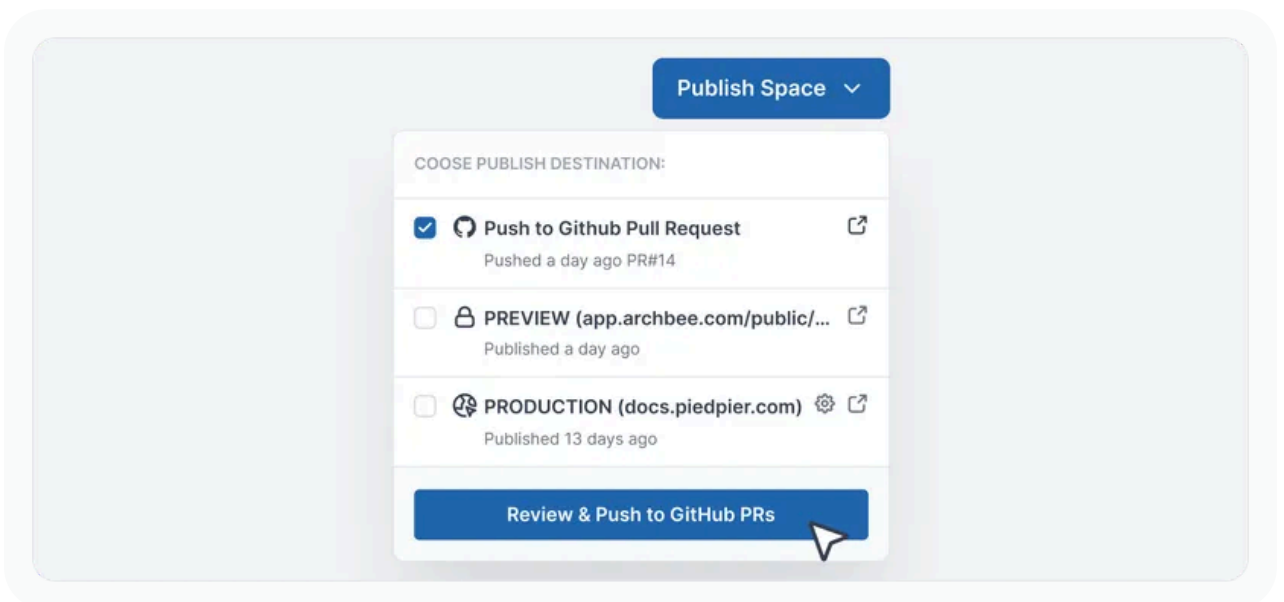 Publish Space
COOSE PUBLISH DESTINATION:
Push to Github Pull Request
Pushed a day ago PR#14
PREVIEW (app.archbee.com/public/...
Published a day ago
PRODUCTION (docs.piedpier.com)
Published 13 days ago
Review & Push to GitHub PRs